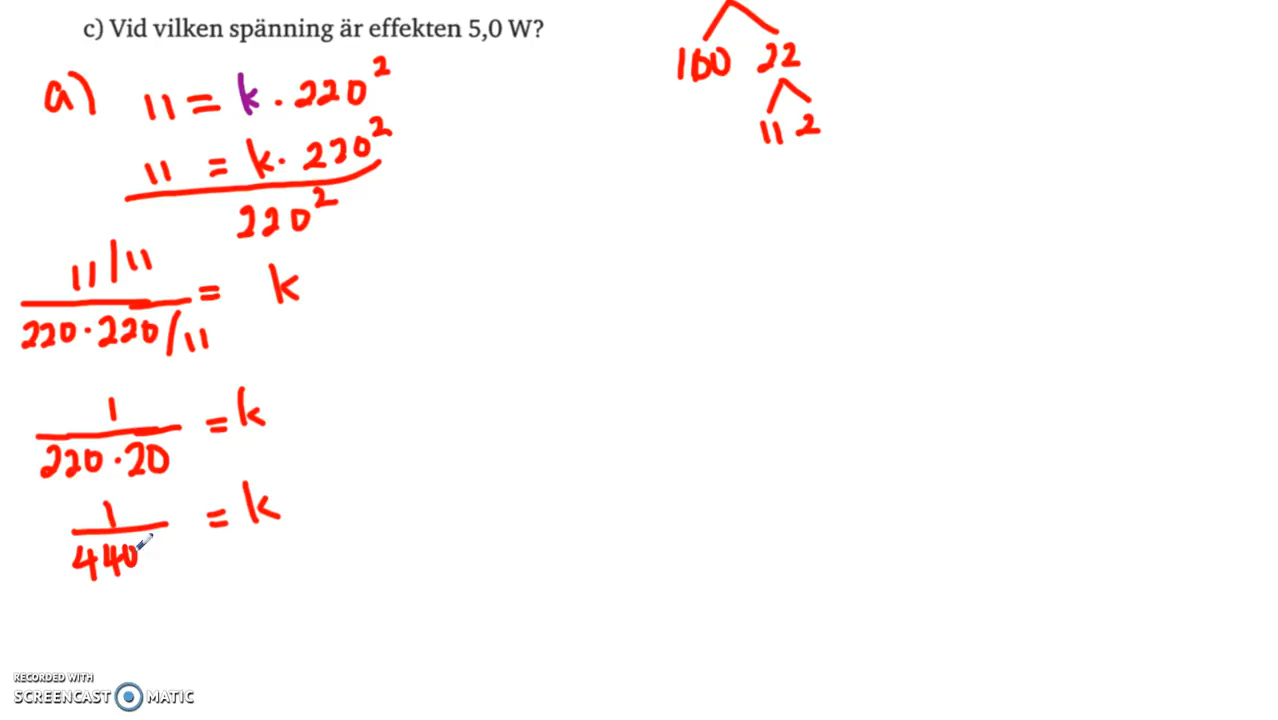 c) Vid vilken spänning är effekten 5,0 W?
a) 11 = k · 220²
11 = k · 220²
220²
11/11
220·220/11 = k
1
220·20 = k
1
440 = k
100 22
11 2
RECORDED WITH
SCREENCAST MATIC